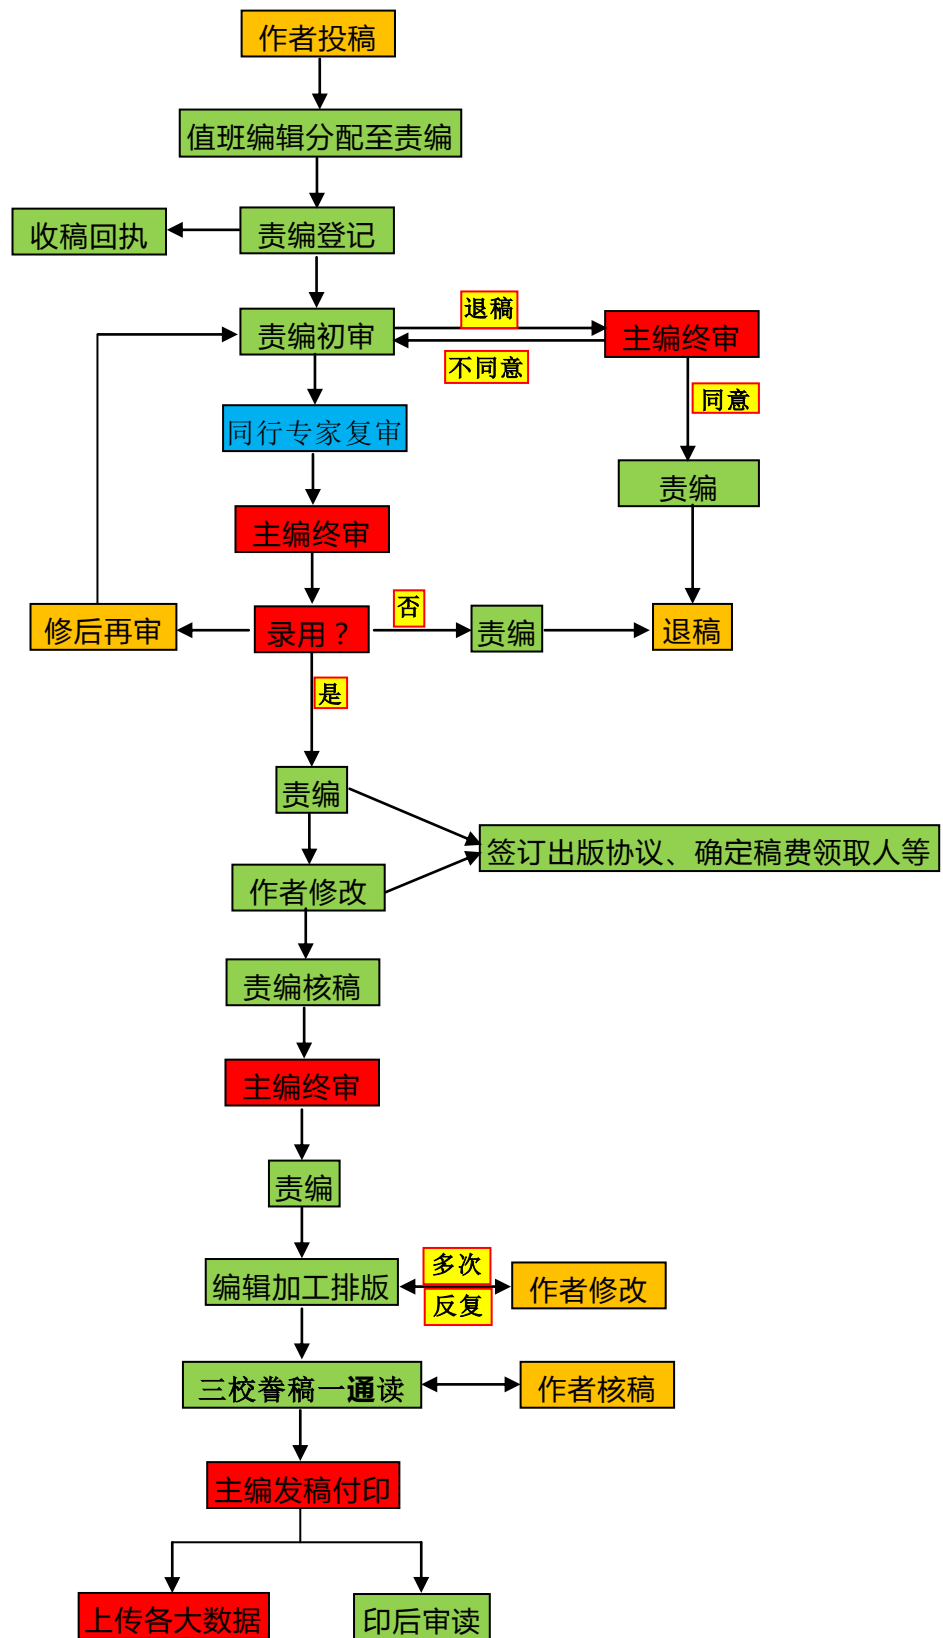 作者投稿
值班编辑分配至责编
收稿回执
责编登记
退稿
责编初审
主编终审
不同意
同意
同行专家复审
责编
主编终审
否
修后再审
录用？
责编
退稿
是
责编
签订出版协议、确定稿费领取人等
作者修改
责编核稿
主编终审
责编
多次
编辑加工排版
作者修改
反复
三校誊稿一通读
作者核稿
主编发稿付印
上传各大数据
印后审读